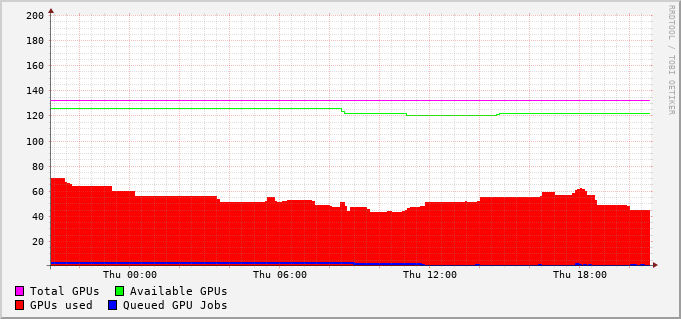 RRDTOOL / TOBI OETIKER
200
180
160
140
120
100
80
60
40
20
Thu 00:00 Thu 06:00 Thu 12:00 Thu 18:00
Total GPUs Available GPUs
GPUs used Queued GPU Jobs